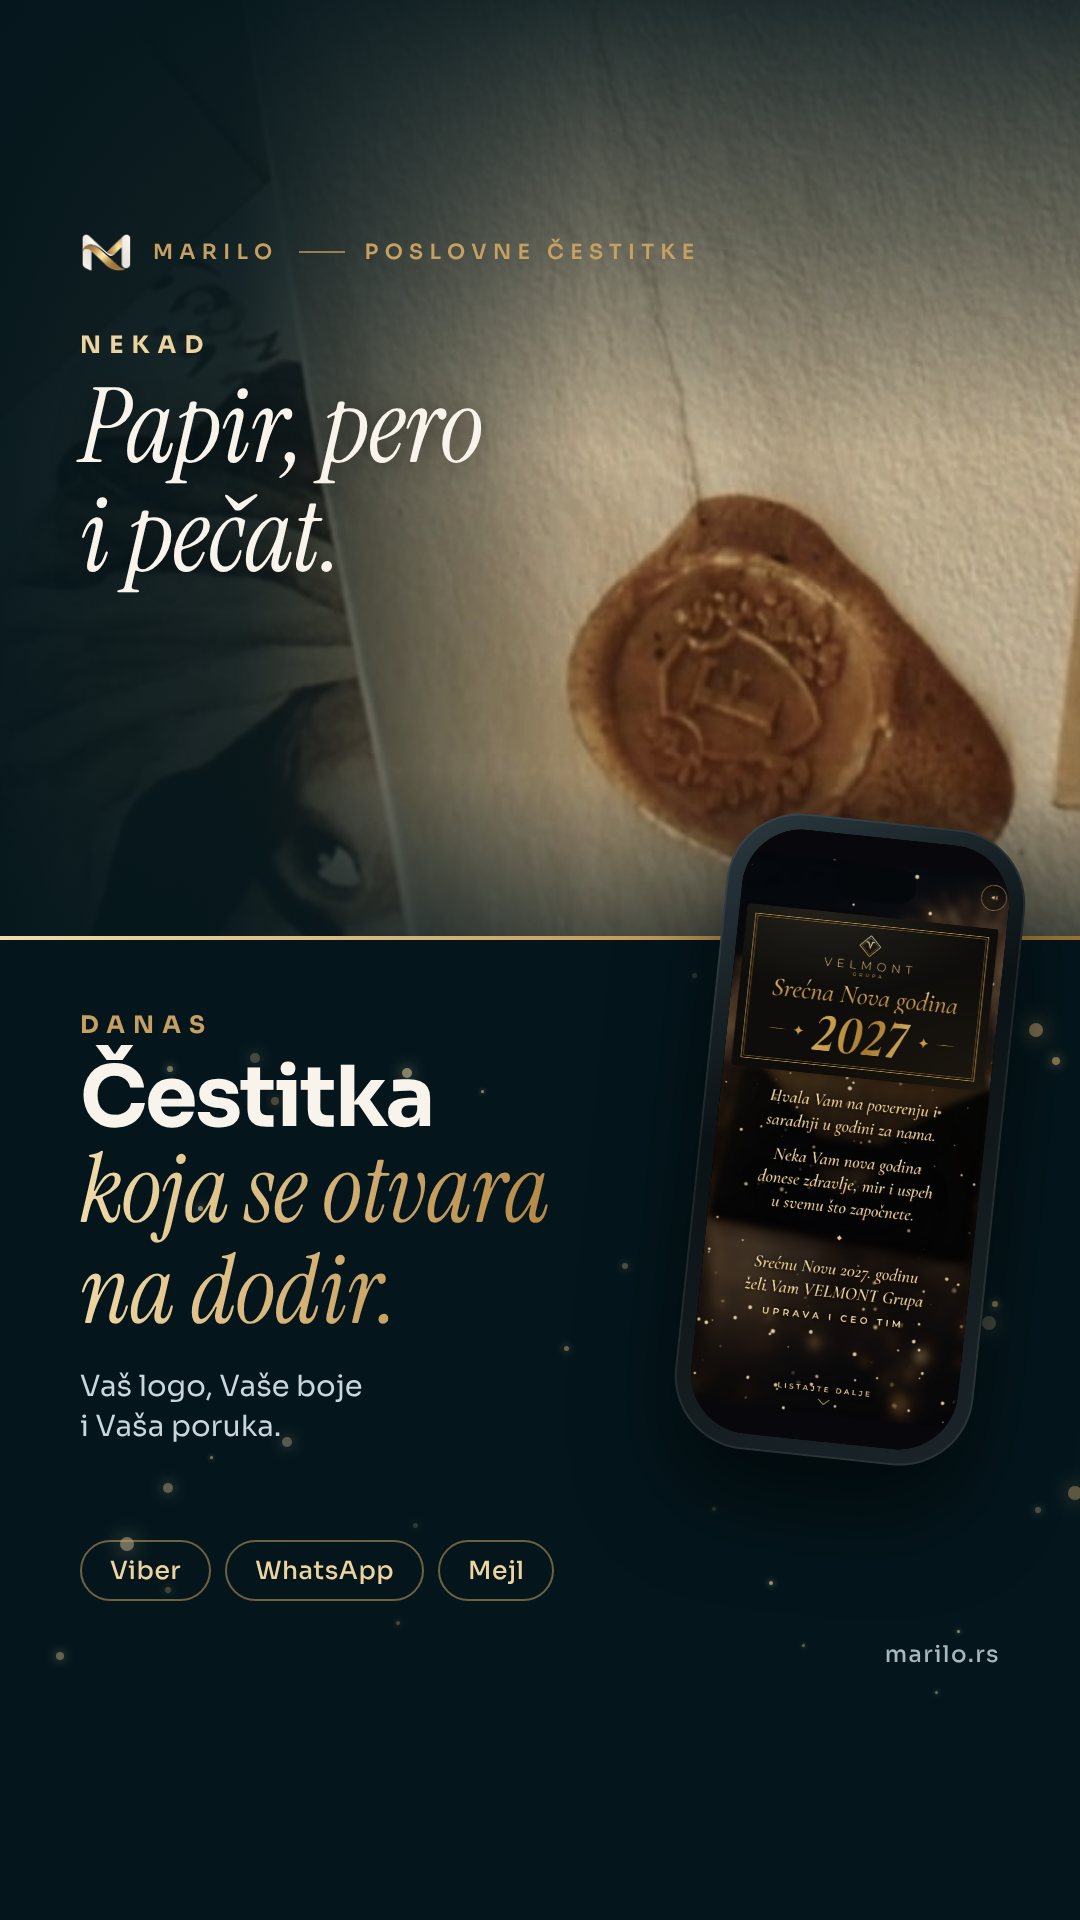 MARILO — POSLOVNE ČESTITKE
NEKAD
Papir, pero
i pečat.
F
VELMONT
GRUPA
Srećna Nova godina
2027
Hvala Vam na poverenju i
saradnji u godini za nama.
Neka Vam nova godina
donese zdravlje, mir i uspeh
u svemu što započnete.
Srećnu Novu 2027. godinu
želi Vam VELMONT Grupa
UPRAVA I CEO TIM
LISTAJTE DALJE
DANAS
Čestitka
koja se otvara
na dodir.
Vaš logo, Vaše boje
i Vaša poruka.
Viber
WhatsApp
Mejl
marilo.rs